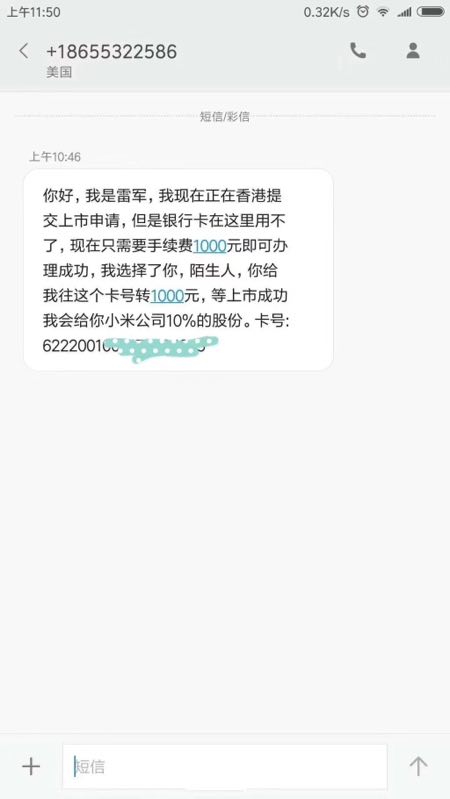 上午11:50 0.32K/s
+18655322586
美国
短信/彩信
上午10:46
你好，我是雷军，我现在正在香港提
交上市申请，但是银行卡在这里用不
了，现在只需要手续费1000元即可办
理成功，我选择了你，陌生人，你给
我往这个卡号转1000元，等上市成功
我会给你小米公司10%的股份。卡号:
622200
短信